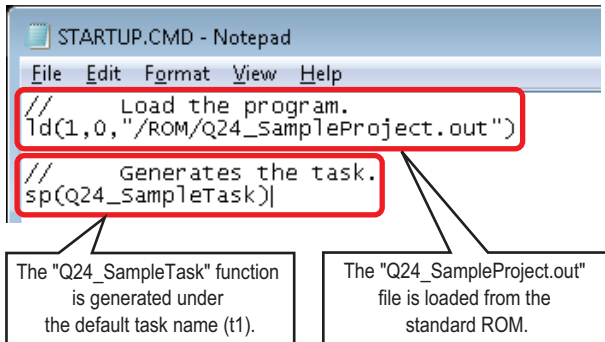 STARTUP.CMD - Notepad
File Edit Format View Help
// Load the program.
ld(1,0,"/ROM/Q24_SampleProject.out")
// Generates the task.
sp(Q24_SampleTask)
The "Q24_SampleTask" function
is generated under
the default task name (t1).
The "Q24_SampleProject.out"
file is loaded from the
standard ROM.